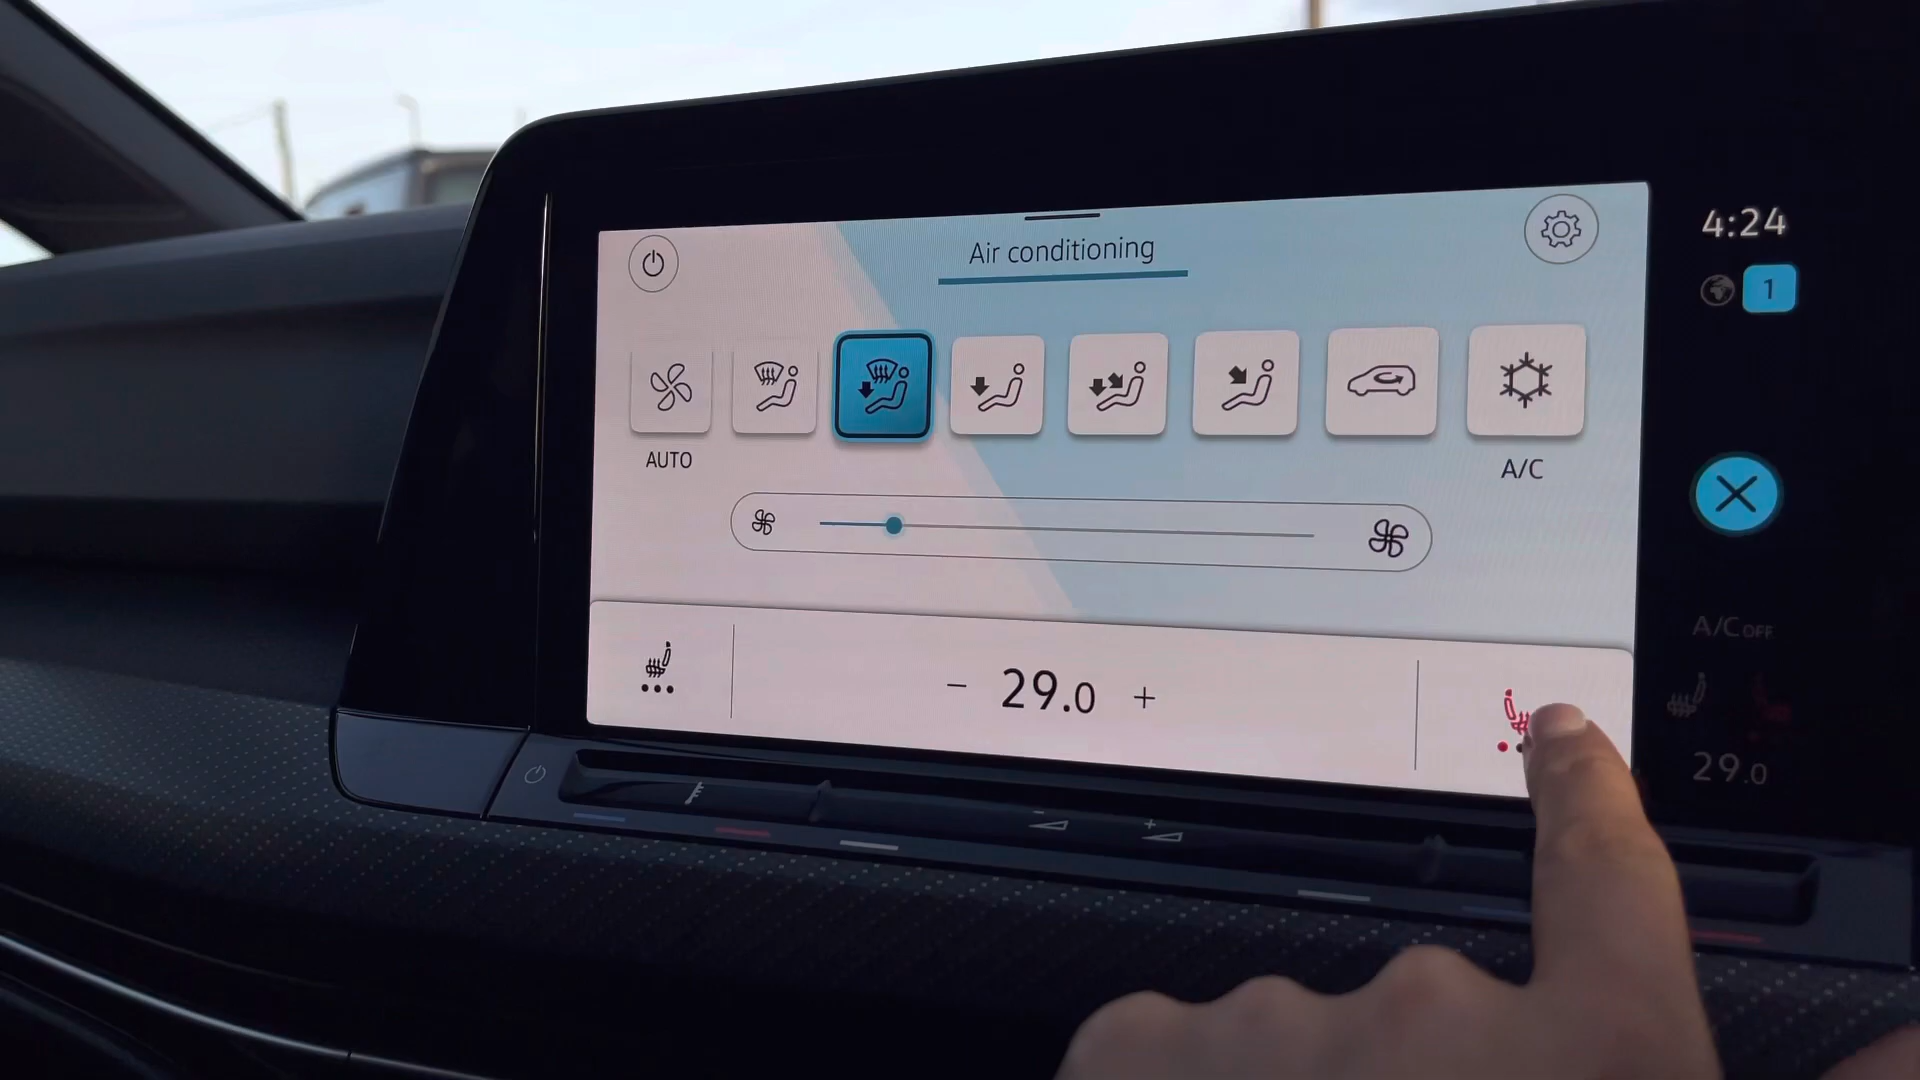 Air conditioning
4:24
1
AUTO
A/C
A/C OFF
- 29.0 +
29.0
- +